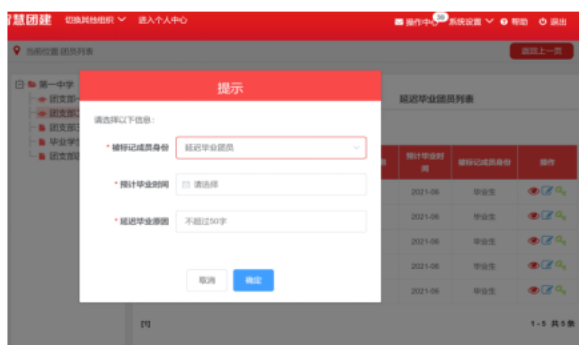 智慧团建 切换其他组织 进入个人中心 操作中心 39 系统设置 帮助 退出
当前位置:团员列表 返回上一页
第一中学
团支部
团支部二
团支部三
毕业学生
团支部
提示
请选择以下信息:
* 被标记成员身份 延迟毕业团员
* 预计毕业时间 请选择
* 延迟毕业原因 不超过50字
取消 确定
延迟毕业团员列表
预计毕业时间 被标记成员身份 操作
2021-06 毕业生
2021-06 毕业生
2021-06 毕业生
2021-06 毕业生
2021-06 毕业生
[1] 1-5 共5条